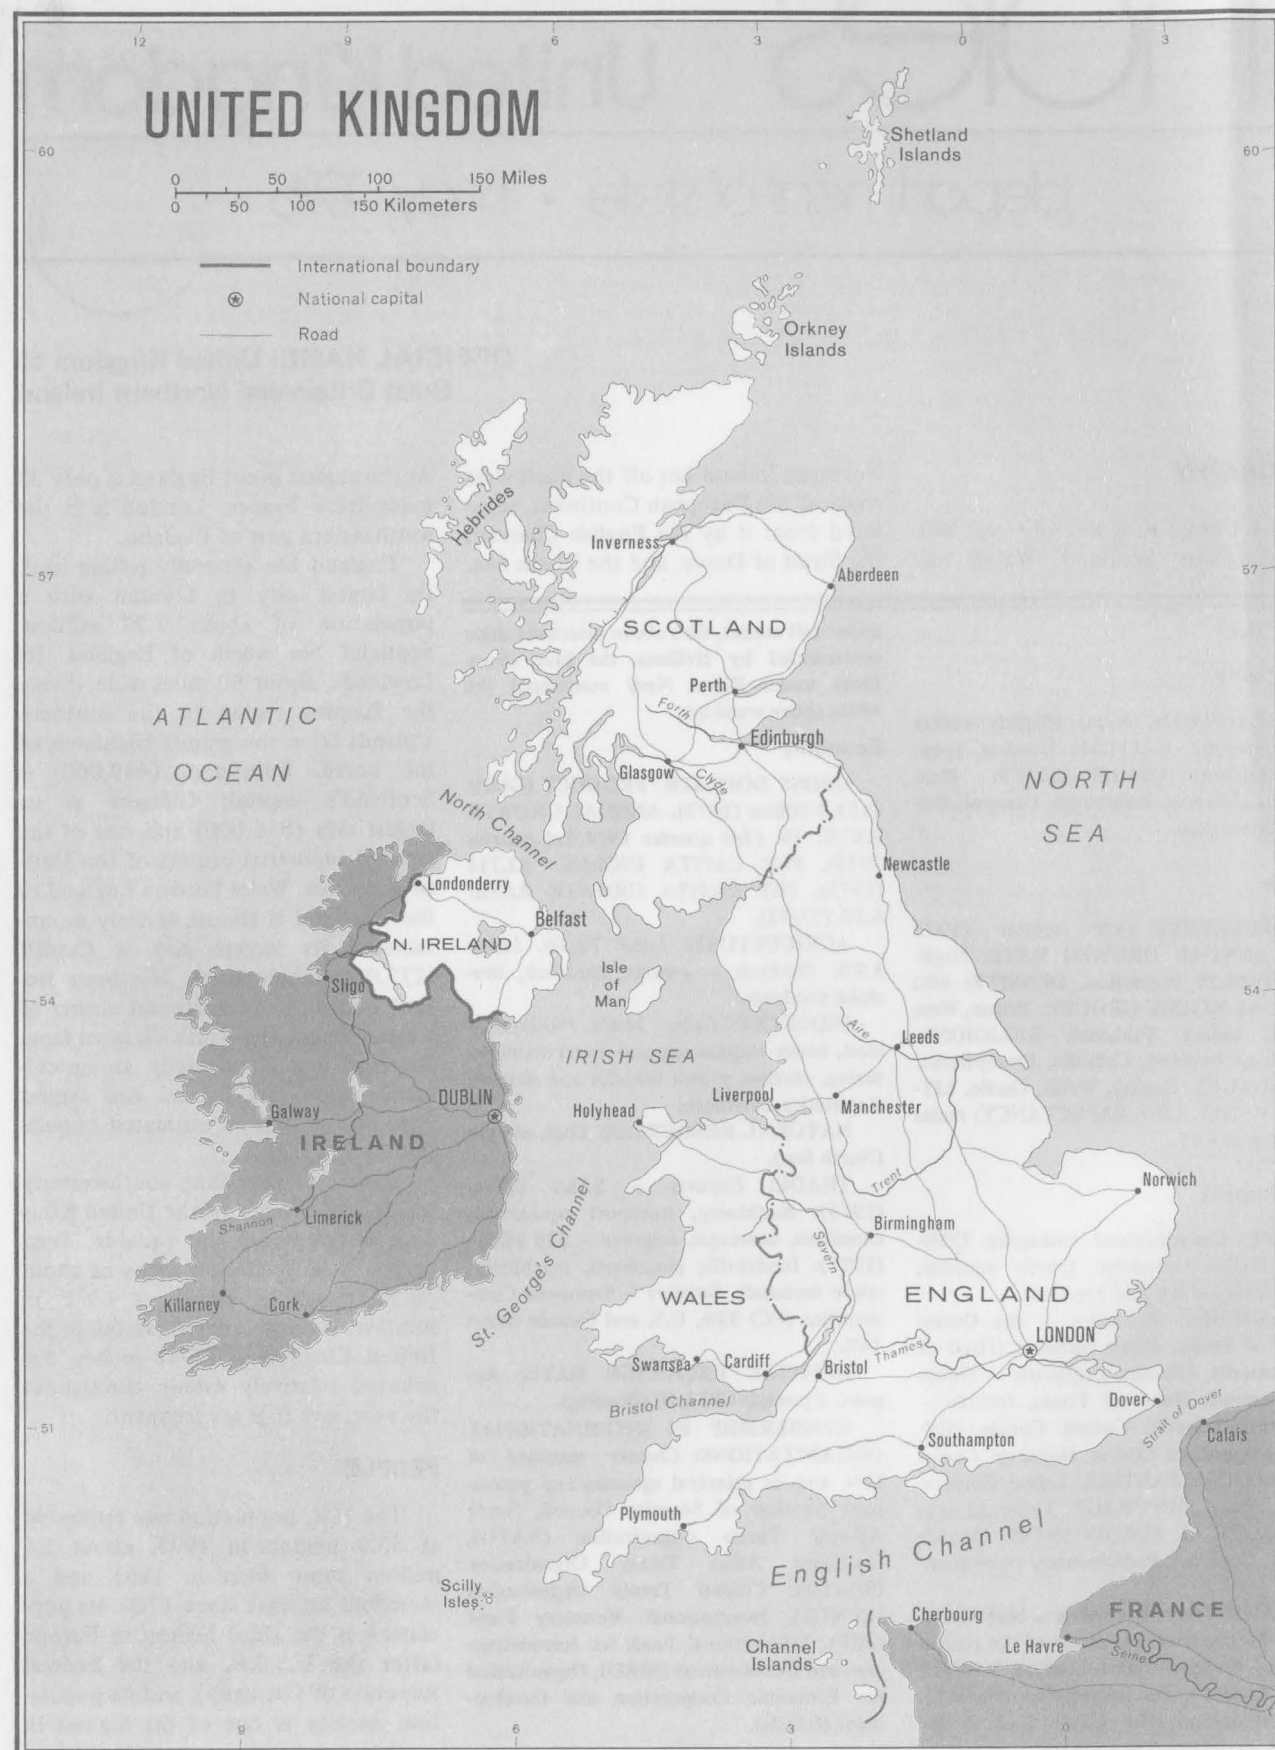 12 9 6 3 0 3
UNITED KINGDOM
60 60
0 50 100 150 Miles
0 50 100 150 Kilometers
International boundary
National capital
Road
Shetland
Islands
Orkney
Islands
Hebrides
Inverness
57 57
Aberdeen
SCOTLAND
Perth
Forth
Edinburgh
Glasgow
Clyde
ATLANTIC
OCEAN
NORTH
SEA
North Channel
Newcastle
Londonderry
Belfast
N. IRELAND
Sligo
Isle
of
Man
54 54
Aire
Leeds
IRISH SEA
DUBLIN
Galway
IRELAND
Liverpool
Manchester
Holyhead
Trent
Norwich
Shannon
Limerick
Birmingham
Severn
Killarney
Cork
St. George's Channel
WALES
ENGLAND
LONDON
Thames
Swansea
Cardiff
Bristol
Bristol Channel
Dover
Strait of Dover
Calais
51 51
Southampton
Plymouth
English Channel
Scilly
Isles
Cherbourg
FRANCE
Le Havre
Seine
Channel
Islands
9 6 3 0